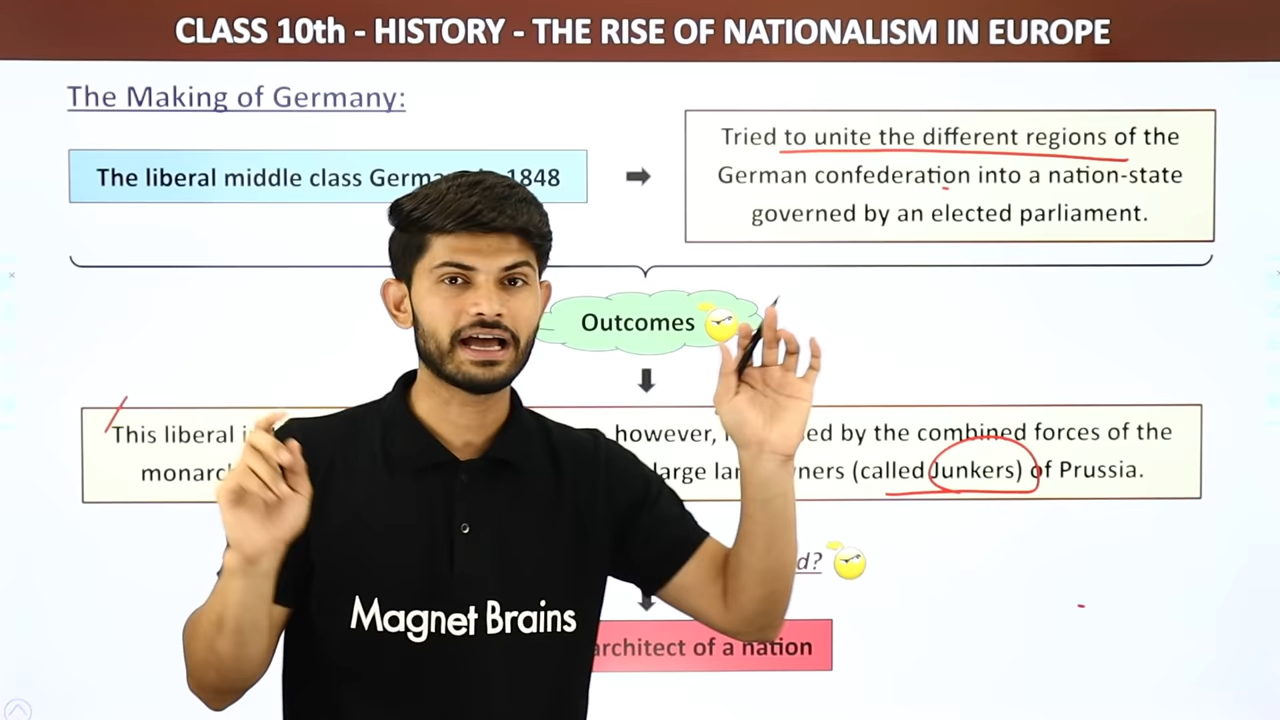 CLASS 10th - HISTORY - THE RISE OF NATIONALISM IN EUROPE
The Making of Germany:
The liberal middle class 1848
Tried to unite the different regions of the
German confederation into a nation-state
governed by an elected parliament.
Outcomes
This liberal however, by the combined forces of the
large (called Junkers) of Prussia.
Magnet Brains
architect of a nation